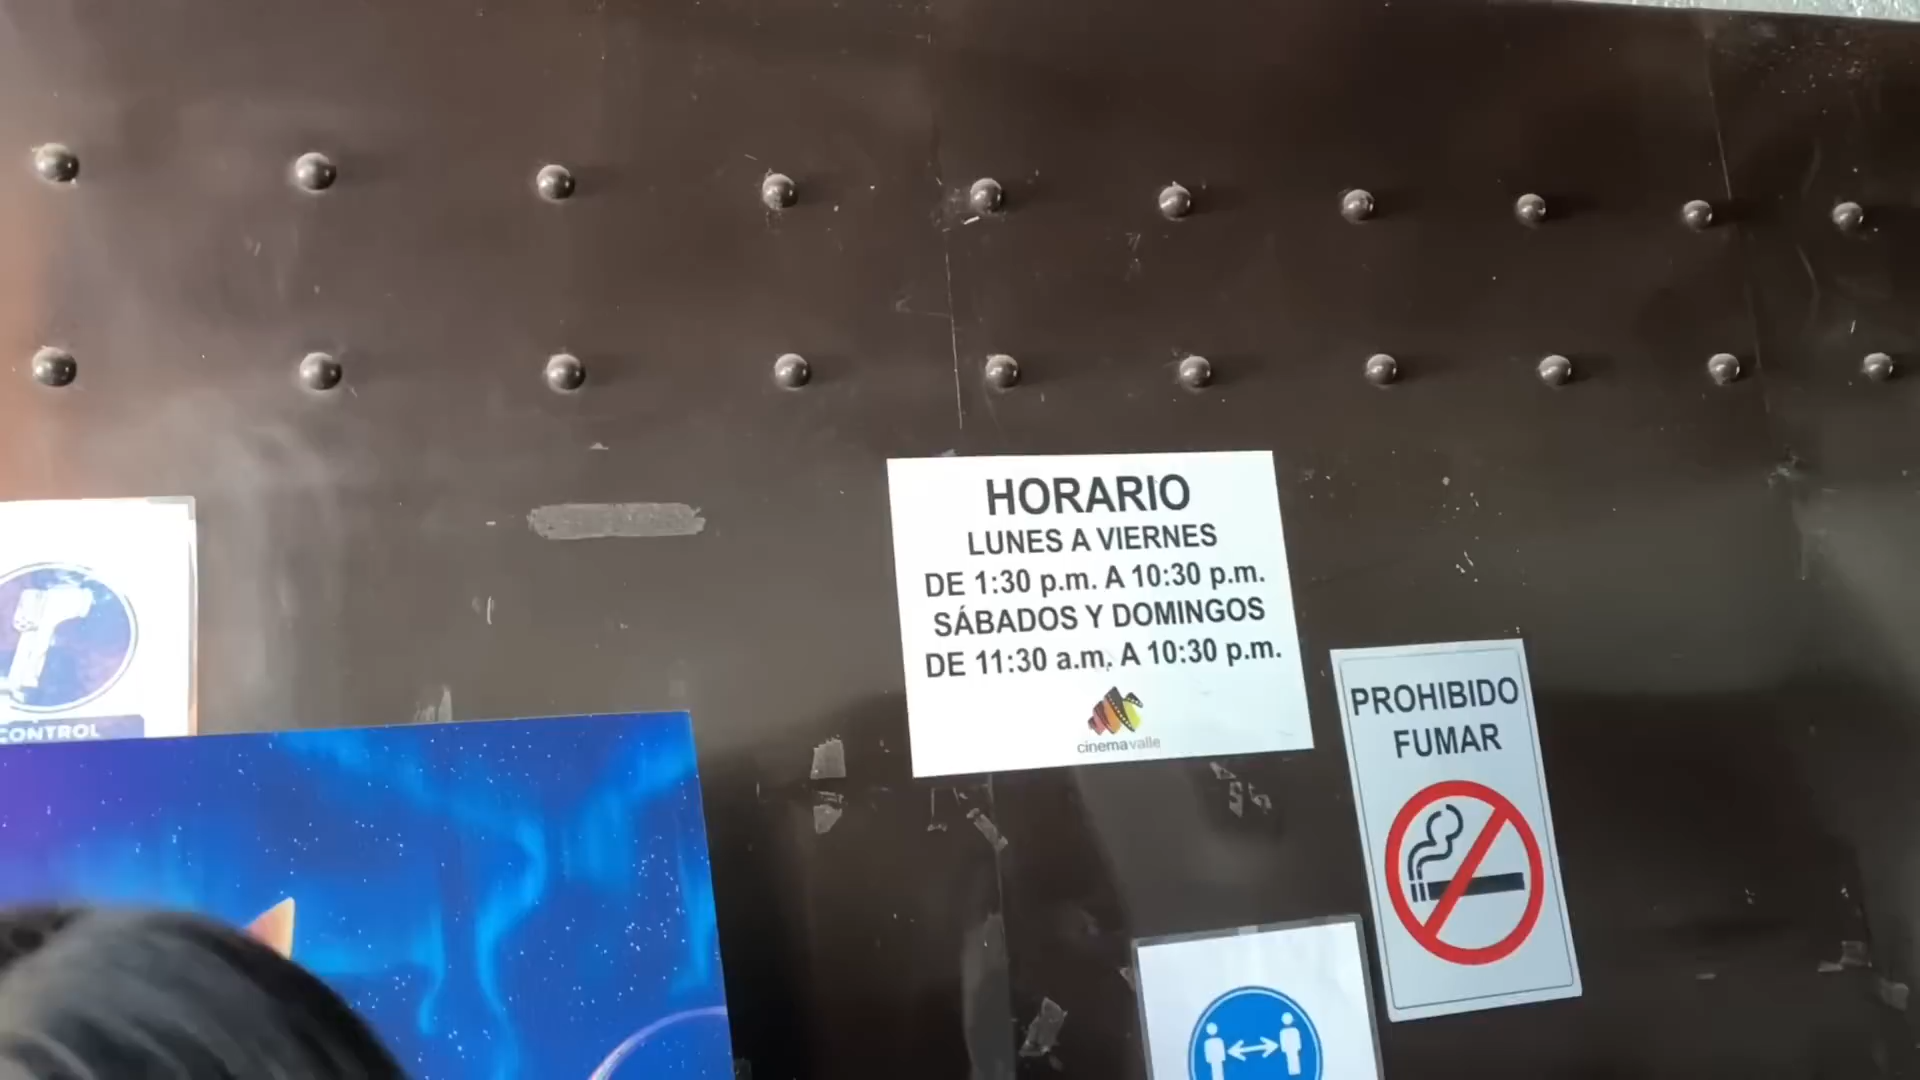 HORARIO
LUNES A VIERNES
DE 1:30 p.m. A 10:30 p.m.
SÁBADOS Y DOMINGOS
DE 11:30 a.m. A 10:30 p.m.
cinemavalle
PROHIBIDO
FUMAR
CONTROL